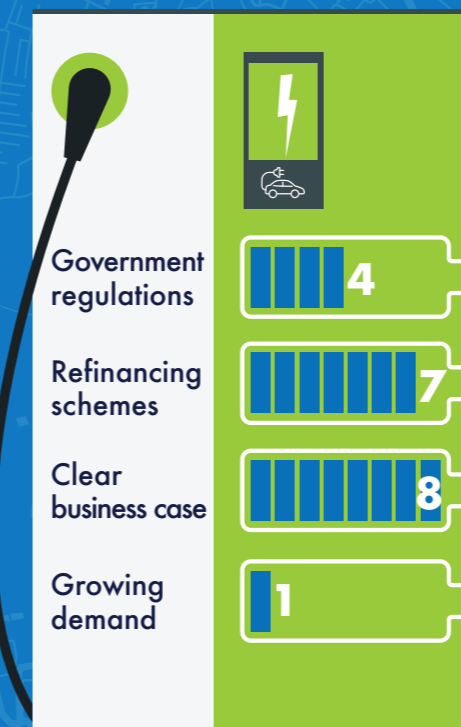 Government
regulations
4
Refinancing
schemes
7
Clear
business case
8
Growing
demand
1